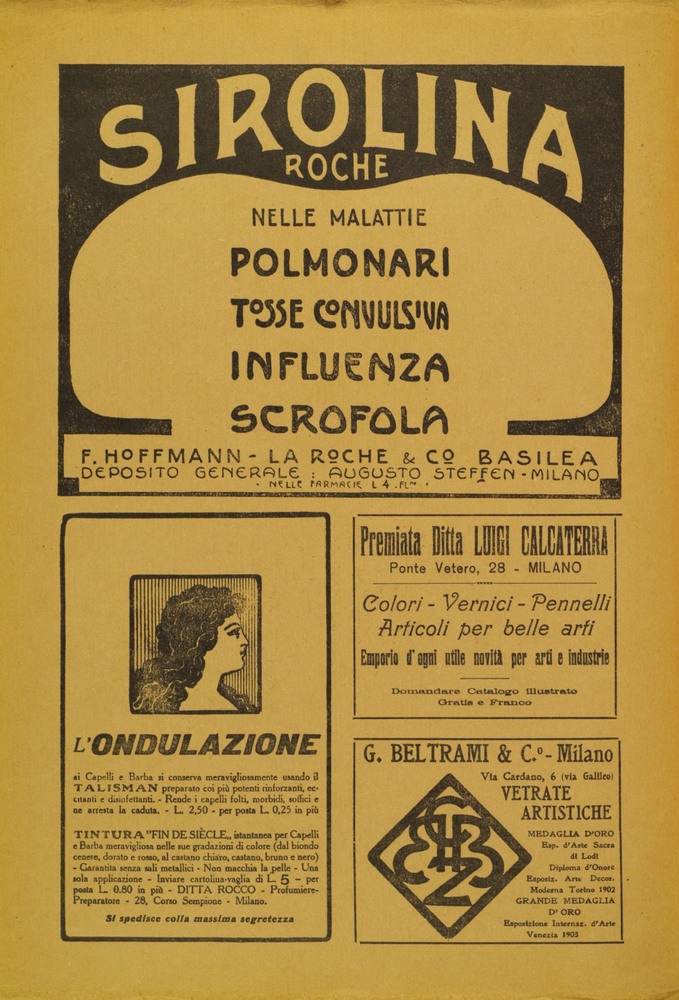 SIROLINA
ROCHE
NELLE MALATTIE
POLMONARI
TOSSE CONVULSIVA
INFLUENZA
SCROFOLA
F. HOFFMANN - LA ROCHE & Co BASILEA
DEPOSITO GENERALE : AUGUSTO STEFFEN - MILANO
- NELLE FARMACIE L 4 .FLne
L'ONDULAZIONE
ai Capelli e Barba si conserva meravigliosamente usando il
TALISMAN preparato coi più potenti rinforzanti, ec-
citanti e disinfettanti. - Rende i capelli folti, morbidi, soffici e
ne arresta la caduta. - L. 2,50 - per posta L. 0,25 in più
TINTURA "FIN DE SIÈCLE„ istantanea per Capelli
e Barba meravigliosa nelle sue gradazioni di colore (dal biondo
cenere, dorato e rosso, al castano chiaro, castano, bruno e nero)
- Garantita senza sali metallici - Non macchia la pelle - Una
sola applicazione - Inviare cartolina-vaglia di L. 5 - per
posta L. 0.80 in più - DITTA ROCCO - Profumiere-
Preparatore - 28, Corso Sempione - Milano.
Si spedisce colla massima segretezza
Premiata Ditta LUIGI CALCATERRA
Ponte Vetero, 28 - MILANO
Colori - Vernici - Pennelli
Articoli per belle arti
Emporio d'ogni utile novità per arti e industrie
Domandare Catalogo illustrato
Gratis e Franco
G. BELTRAMI & C.o - Milano
Via Cardano, 6 (via Galileo)
VETRATE
ARTISTICHE
MEDAGLIA D'ORO
Esp. d'Arte Sacra
di Lodi
Diploma d'Onore
Esposiz. Arte Decor.
Moderna Torino 1902
GRANDE MEDAGLIA
D'ORO
Esposizione Internaz. d'Arte
Venezia 1903